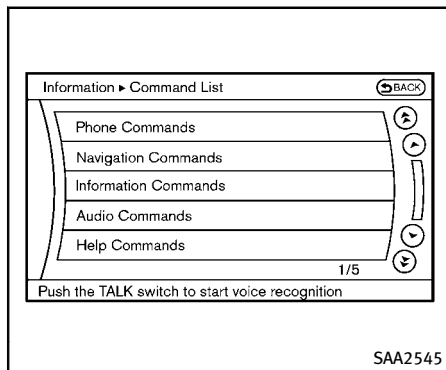 Information ▸ Command List
BACK
Phone Commands
Navigation Commands
Information Commands
Audio Commands
Help Commands
1/5
Push the TALK switch to start voice recognition
SAA2545